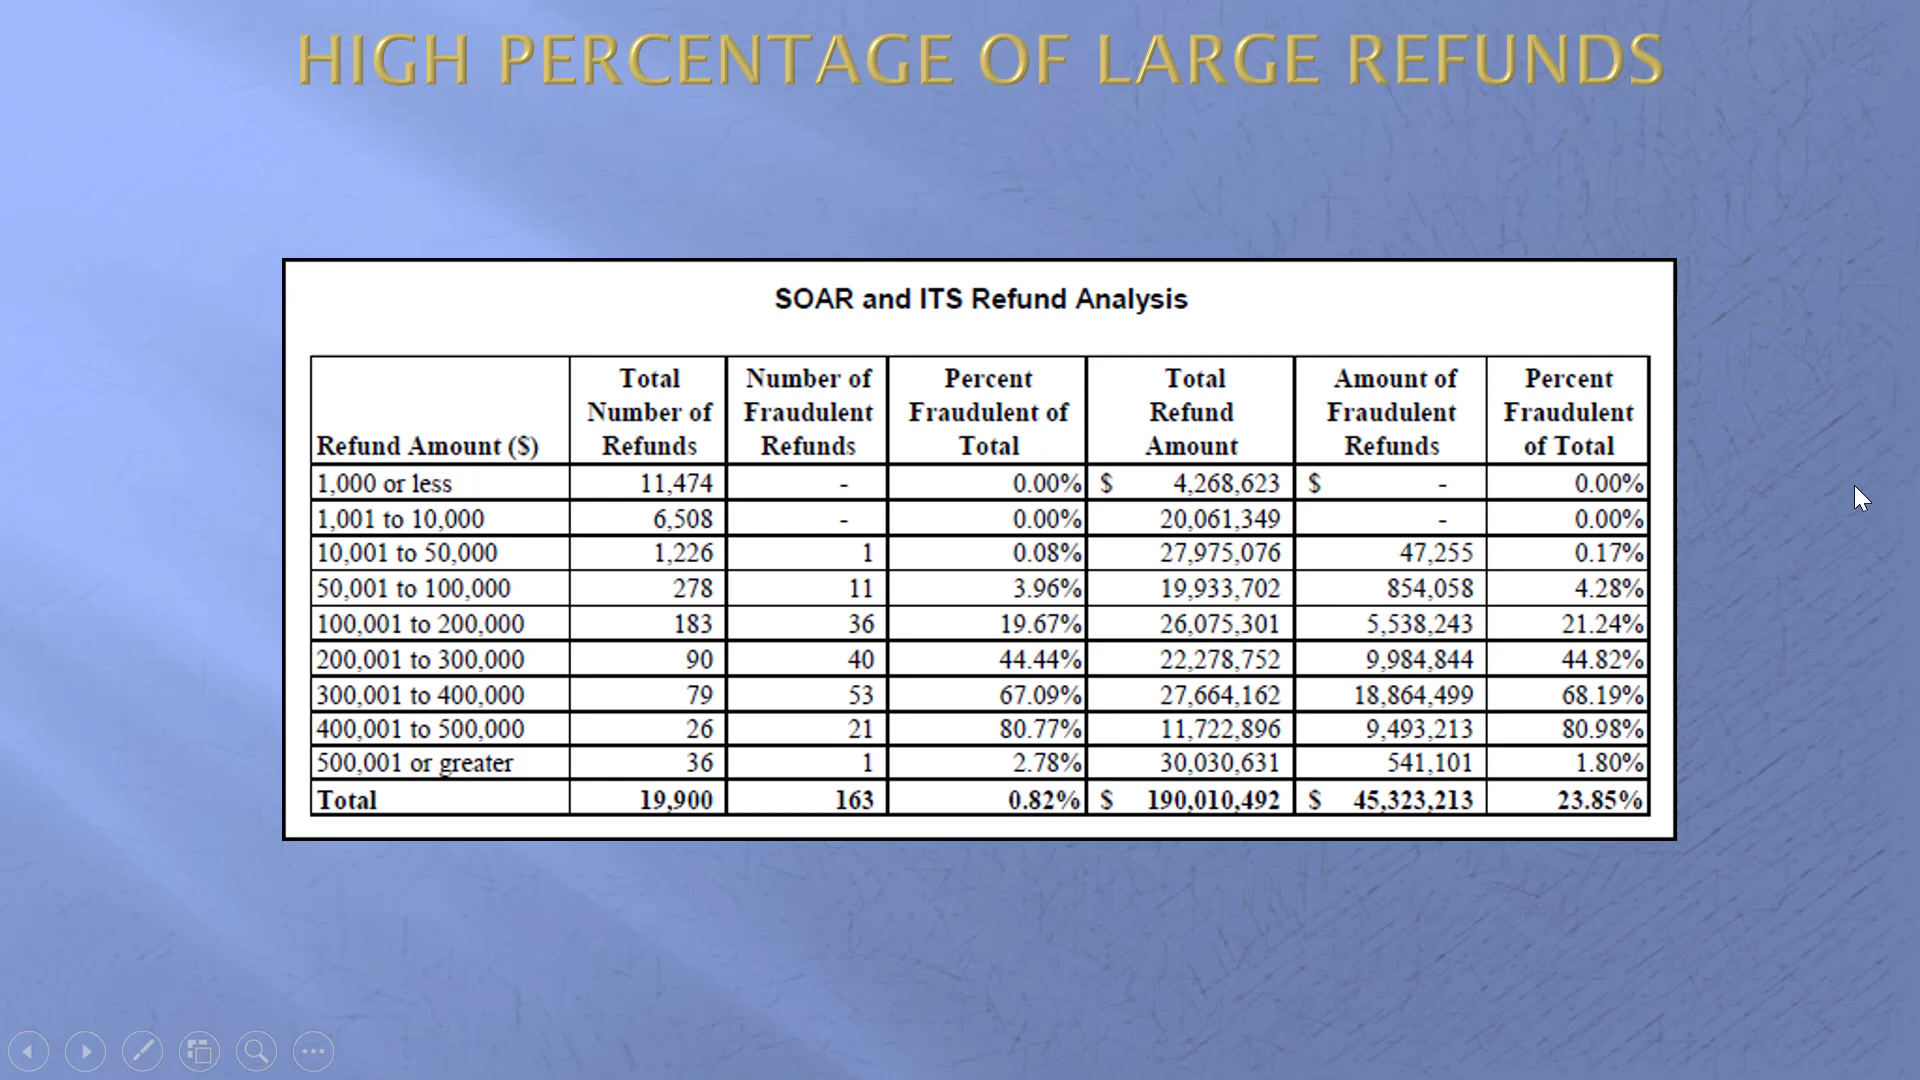 HIGH PERCENTAGE OF LARGE REFUNDS
SOAR and ITS Refund Analysis
Refund Amount ($) Total Number of Refunds Number of Fraudulent Refunds Percent Fraudulent of Total Total Refund Amount Amount of Fraudulent Refunds Percent Fraudulent of Total
1,000 or less 11,474 - 0.00% $ 4,268,623 $ - 0.00%
1,001 to 10,000 6,508 - 0.00% 20,061,349 - 0.00%
10,001 to 50,000 1,226 1 0.08% 27,975,076 47,255 0.17%
50,001 to 100,000 278 11 3.96% 19,933,702 854,058 4.28%
100,001 to 200,000 183 36 19.67% 26,075,301 5,538,243 21.24%
200,001 to 300,000 90 40 44.44% 22,278,752 9,984,844 44.82%
300,001 to 400,000 79 53 67.09% 27,664,162 18,864,499 68.19%
400,001 to 500,000 26 21 80.77% 11,722,896 9,493,213 80.98%
500,001 or greater 36 1 2.78% 30,030,631 541,101 1.80%
Total 19,900 163 0.82% $ 190,010,492 $ 45,323,213 23.85%